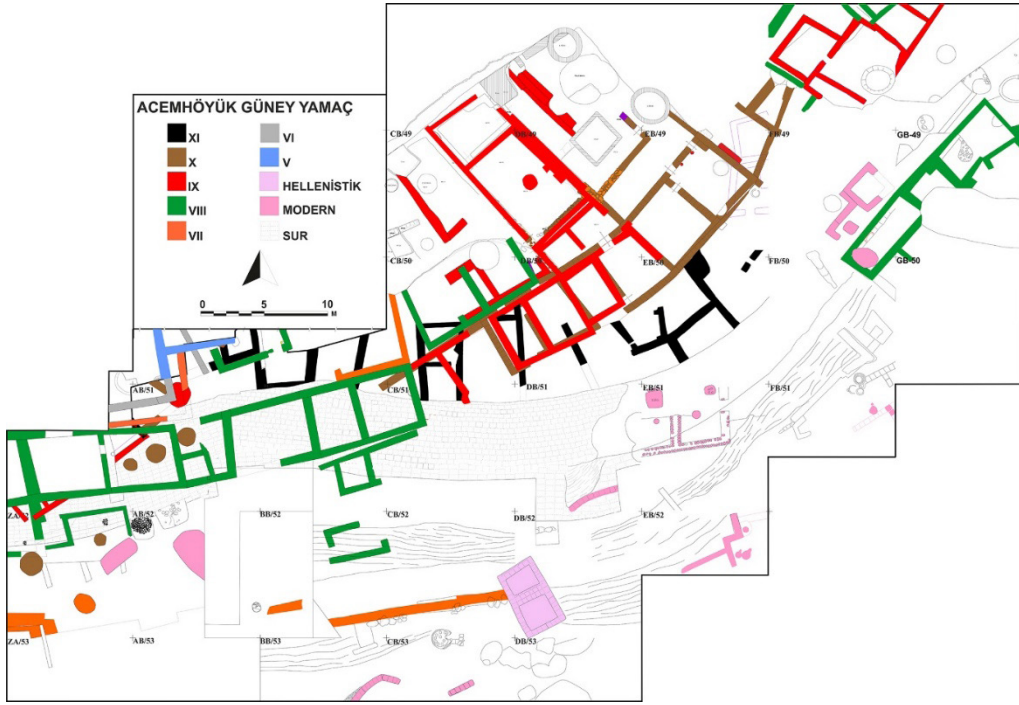 ACEMHÖYÜK GÜNEY YAMAÇ
XI
X
IX
VIII
VII
VI
V
HELLENİSTİK
MODERN
SUR
0 5 10
M
CB/49
DB/49
EB/49
FB/49
GB-49
CB/50
DB/50
EB/50
FB/50
GB-50
AB/51
CB/51
DB/51
EB/51
FB/51
ZA/52
AB/52
BB/52
CB/52
DB/52
EB/52
ZA/53
AB/53
BB/53
CB/53
DB/53